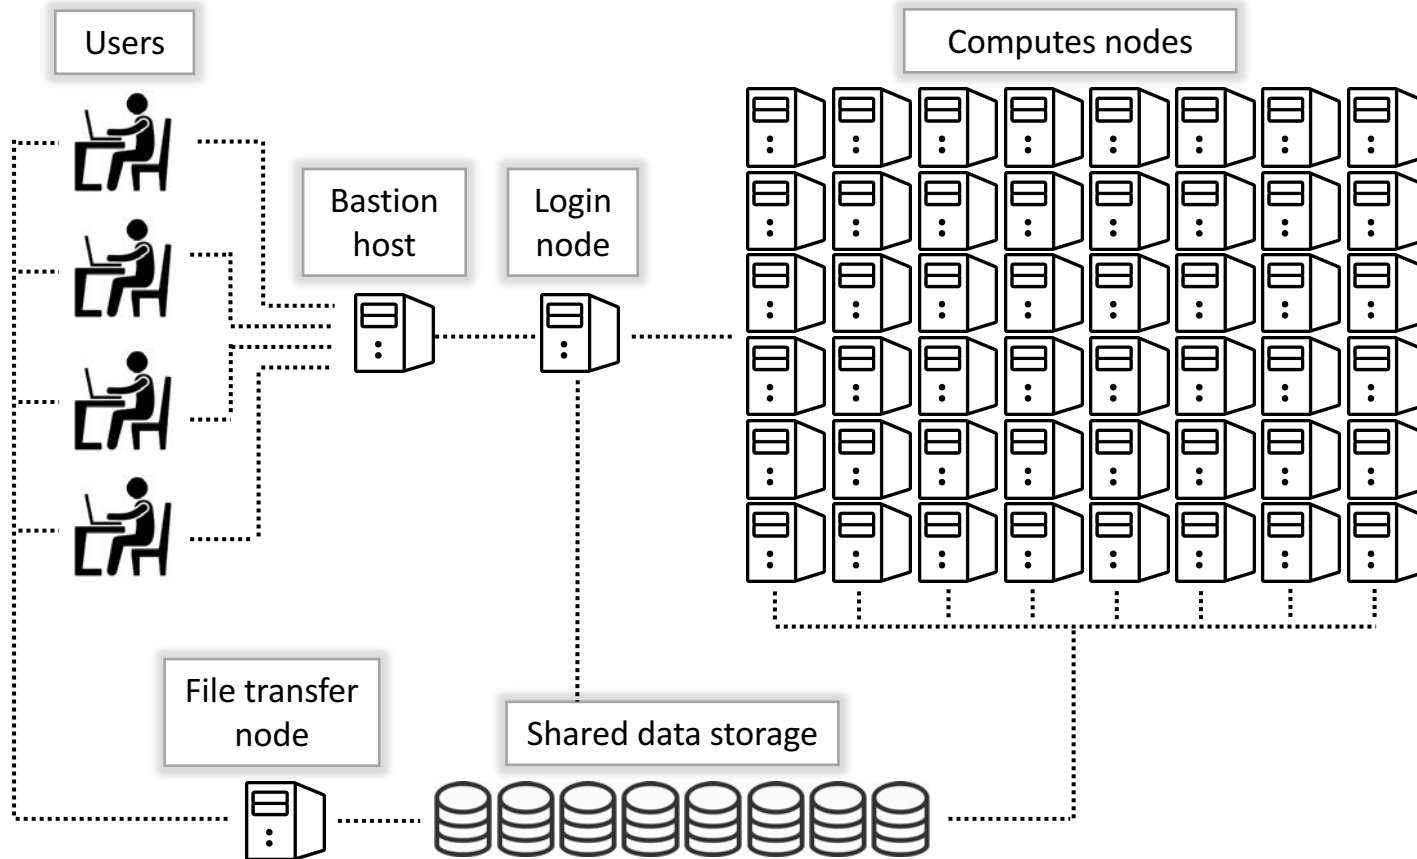 Users
Computes nodes
Bastion
host
Login
node
File transfer
node
Shared data storage